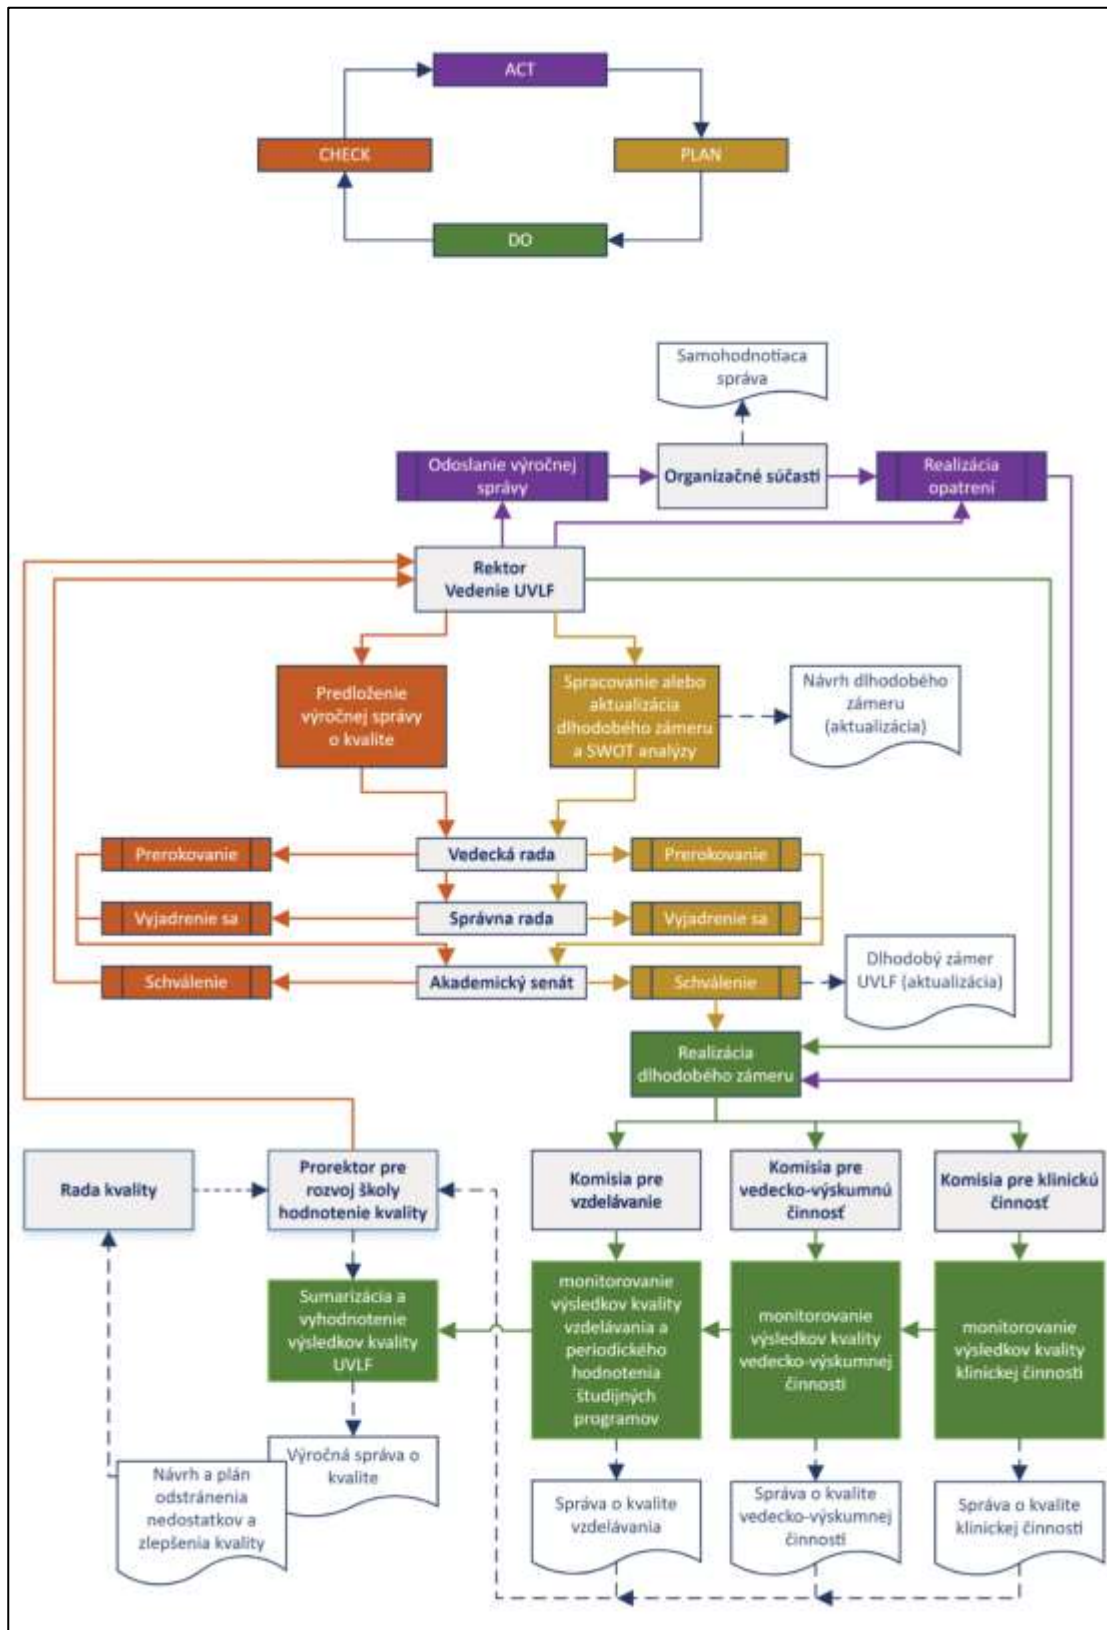 ACT
CHECK
PLAN
DO
Samohodnotiaca
správa
Odoslanie výročnej
správy
Organizačné súčasti
Realizácia
opatrení
Rektor
Vedenie UVLF
Predloženie
výročnej správy
o kvalite
Spracovanie alebo
aktualizácia
dlhodobého zámeru
a SWOT analýzy
Návrh dlhodobého
zámeru
(aktualizácia)
Prerokovanie
Vedecká rada
Prerokovanie
Vyjadrenie sa
Správna rada
Vyjadrenie sa
Schválenie
Akademický senát
Schválenie
Dlhodobý zámer
UVLF (aktualizácia)
Realizácia
dlhodobého zámeru
Rada kvality
Prorektor pre
rozvoj školy
hodnotenie kvality
Komisia pre
vzdelávanie
Komisia pre
vedecko-výskumnú
činnosť
Komisia pre klinickú
činnosť
Sumarizácia a
vyhodnotenie
výsledkov kvality
UVLF
monitorovanie
výsledkov kvality
vzdelávania a
periodického
hodnotenia
študijných
programov
monitorovanie
výsledkov kvality
vedecko-výskumnej
činnosti
monitorovanie
výsledkov kvality
klinickej činnosti
Výročná správa o
kvalite
Návrh a plán
odstránenia
nedostatkov a
zlepšenia kvality
Správa o kvalite
vzdelávania
Správa o kvalite
vedecko-výskumnej
činnosti
Správa o kvalite
klinickej činnosti